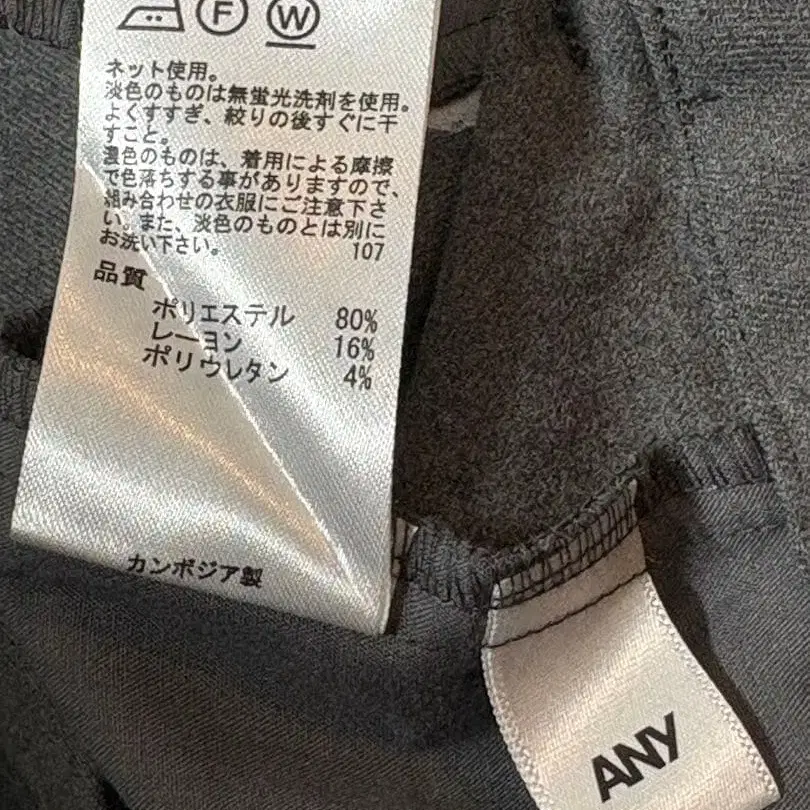 F W
ネット使用。
淡色のものは無蛍光洗剤を使用。
よくすすぎ、絞りの後すぐに干
すこと。
濃色のものは、着用による摩擦
で色落ちする事がありますので、
組み合わせの衣服にご注意下さ
い。また、淡色のものとは別に
お洗い下さい。 107
品質
ポリエステル 80%
レーヨン 16%
ポリウレタン 4%
カンボジア製
ANY